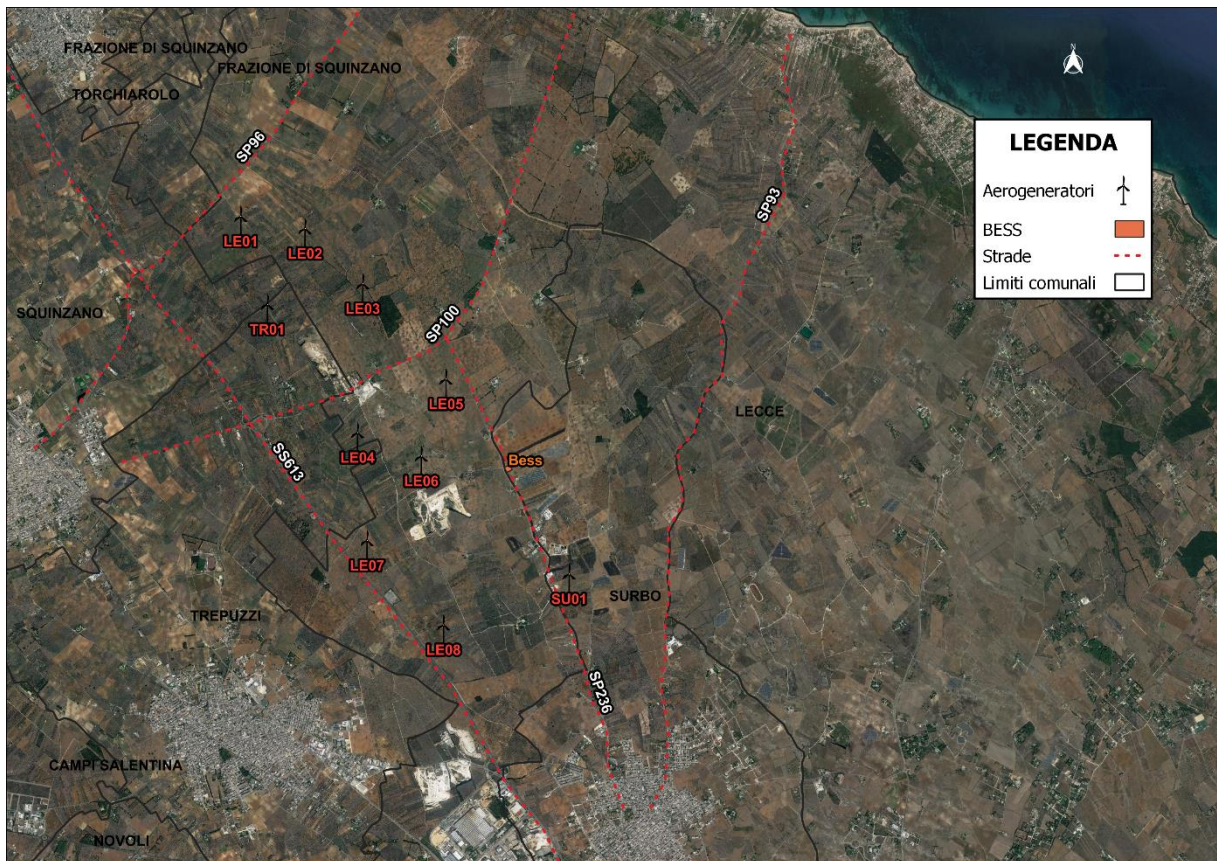 FRAZIONE DI SQUINZANO
FRAZIONE DI SQUINZANO
TORCHIAROLO
N
SP96
LEGENDA
Aerogeneratori
BESS
Strade
Limiti comunali
SP93
LE01
LE02
LE03
SQUINZANO
TR01
SP100
LE05
LECCE
LE04
SS613
Bess
LE06
LE07
SU01
SURBO
TREPUZZI
LE08
SP236
CAMPI SALENTINA
NOVOLI